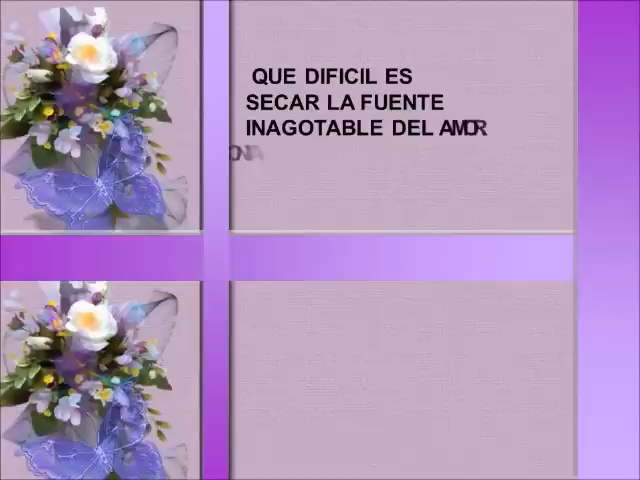 QUE DIFICIL ES
SECAR LA FUENTE
INAGOTABLE DEL AMOR